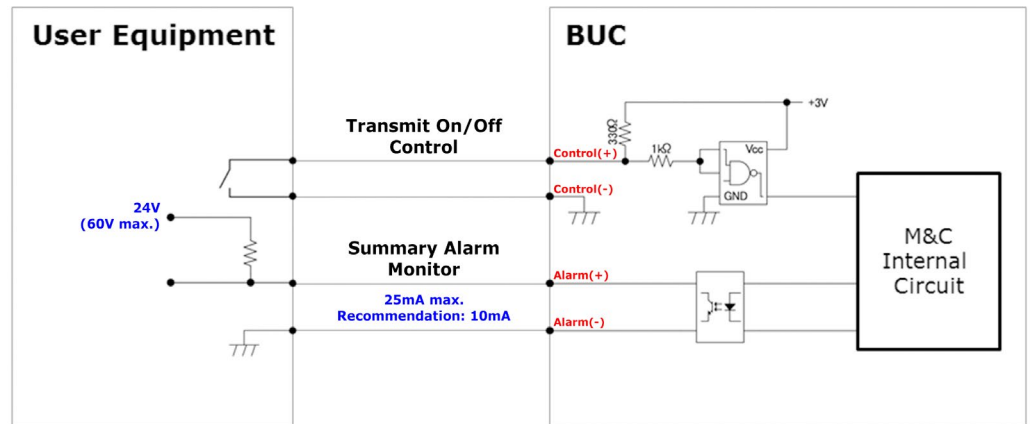 User Equipment
BUC
+3V
330Ω
Transmit On/Off
Control
Control(+)
1kΩ
Vcc
GND
Control(-)
24V
(60V max.)
M&C
Internal
Circuit
Summary Alarm
Monitor
Alarm(+)
25mA max.
Recommendation: 10mA
Alarm(-)